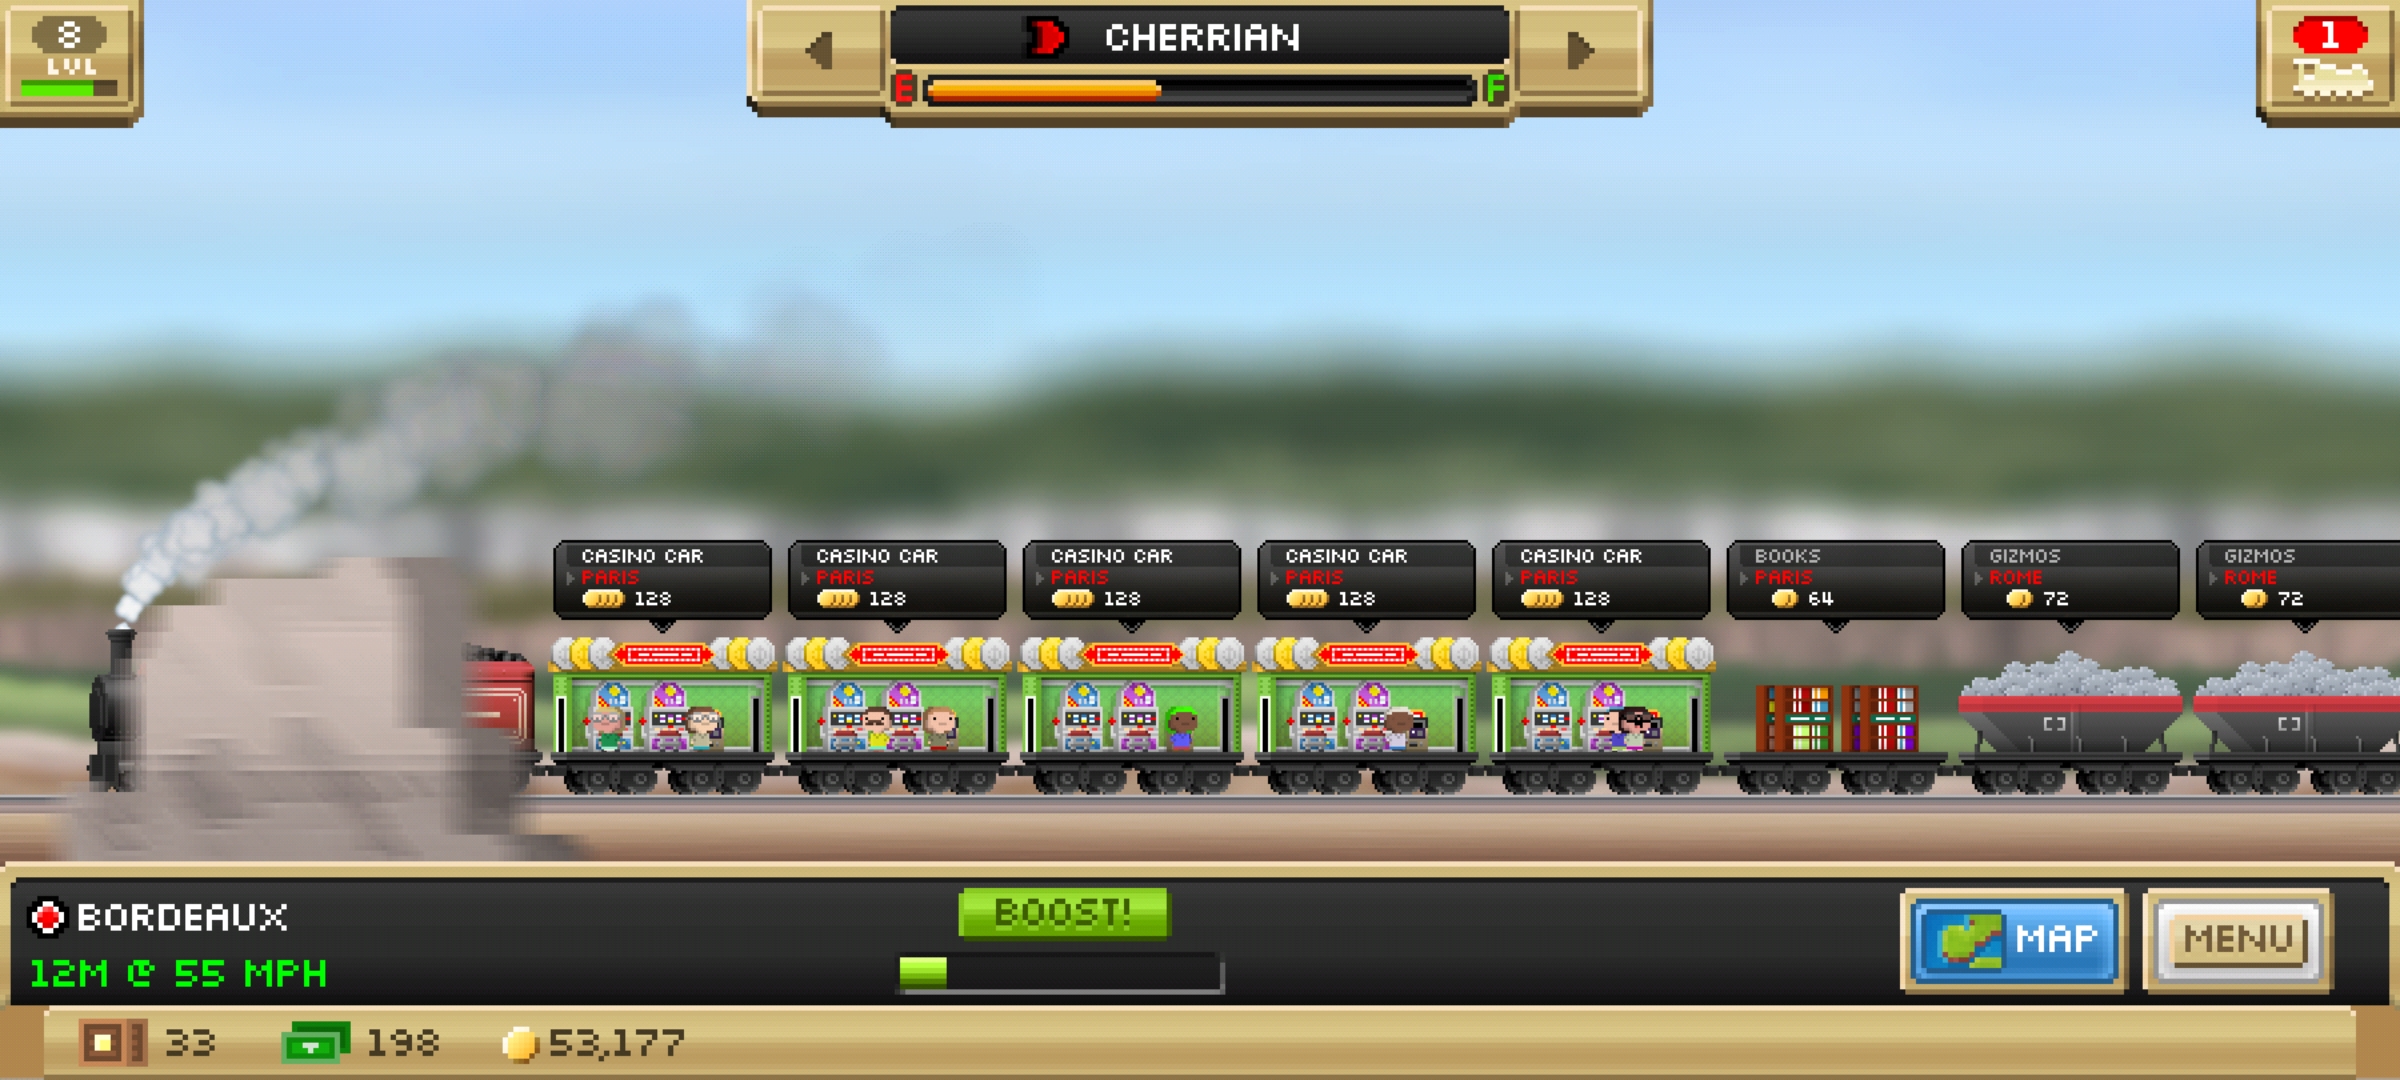 8
LVL
CHERRIAN
E F
1
CASINO CAR
PARIS
128
CASINO CAR
PARIS
128
CASINO CAR
PARIS
128
CASINO CAR
PARIS
128
CASINO CAR
PARIS
128
BOOKS
PARIS
64
GIZMOS
ROME
72
GIZMOS
ROME
72
BORDEAUX
12M @ 55 MPH
BOOST!
MAP
MENU
33
198
53,177